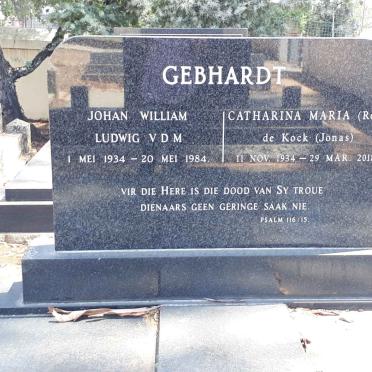 GEBHARDT
JOHAN WILLIAM
LUDWIG V D M
1 MEI 1934 – 20 MEI 1984
CATHARINA MARIA
de Kock (Jonas)
11 NOV. 1934 – 29 MAR.
VIR DIE HERE IS DIE DOOD VAN SY TROUE
DIENAARS GEEN GERINGE SAAK NIE
PSALM 116/15